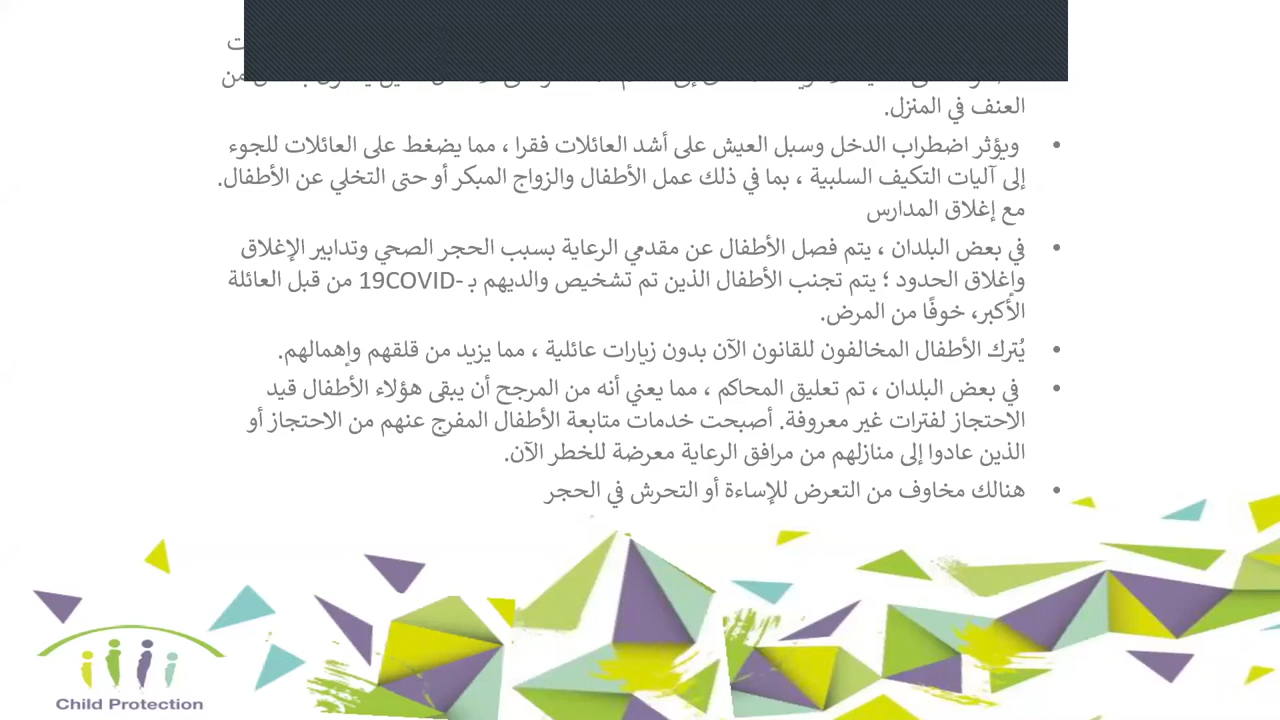 من
العنف في المنزل.
• ويؤثر اضطراب الدخل وسبل العيش على أشد العائلات فقرا ، مما يضغط على العائلات للجوء
إلى آليات التكيف السلبية ، بما في ذلك عمل الأطفال والزواج المبكر أو حتى التخلي عن الأطفال.
مع إغلاق المدارس
• في بعض البلدان ، يتم فصل الأطفال عن مقدمي الرعاية بسبب الحجر الصحي وتدابير الإغلاق
وإغلاق الحدود ؛ يتم تجنب الأطفال الذين تم تشخيص والديهم بـ -19COVID من قبل العائلة
الأكبر، خوفًا من المرض.
• يُترك الأطفال المخالفون للقانون الآن بدون زيارات عائلية ، مما يزيد من قلقهم وإهمالهم.
• في بعض البلدان ، تم تعليق المحاكم ، مما يعني أنه من المرجح أن يبقى هؤلاء الأطفال قيد
الاحتجاز لفترات غير معروفة. أصبحت خدمات متابعة الأطفال المفرج عنهم من الاحتجاز أو
الذين عادوا إلى منازلهم من مرافق الرعاية معرضة للخطر الآن.
• هنالك مخاوف من التعرض للإساءة أو التحرش في الحجر
Child Protection